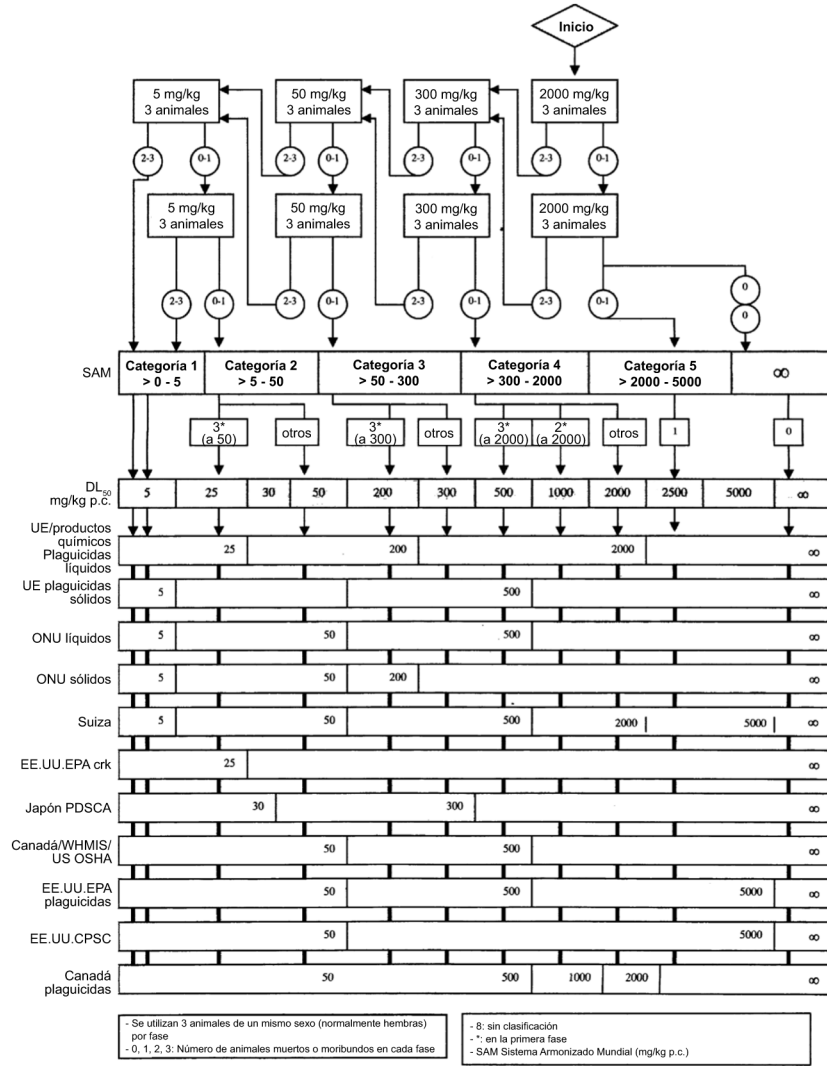 Inicio
5 mg/kg
3 animales
50 mg/kg
3 animales
300 mg/kg
3 animales
2000 mg/kg
3 animales
2-3
0-1
2-3
0-1
2-3
0-1
2-3
0-1
5 mg/kg
3 animales
50 mg/kg
3 animales
300 mg/kg
3 animales
2000 mg/kg
3 animales
2-3
0-1
2-3
0-1
2-3
0-1
2-3
0-1
0
0
SAM
Categoría 1
> 0 - 5
Categoría 2
> 5 - 50
Categoría 3
> 50 - 300
Categoría 4
> 300 - 2000
Categoría 5
> 2000 - 5000
∞
3*
(a 50)
otros
3*
(a 300)
otros
3*
(a 2000)
2*
(a 2000)
otros
1
0
DL50
mg/kg p.c.
5 25 30 50 200 300 500 1000 2000 2500 5000 ∞
UE/productos
químicos
Plaguicidas
líquidos
25 200 2000 ∞
UE plaguicidas
sólidos
5 500 ∞
ONU líquidos
5 50 500 ∞
ONU sólidos
5 50 200 ∞
Suiza
5 50 500 2000 5000 ∞
EE.UU.EPA crk
25 ∞
Japón PDSCA
30 300 ∞
Canadá/WHMIS/
US OSHA
50 500 ∞
EE.UU.EPA
plaguicidas
50 500 5000 ∞
EE.UU.CPSC
50 5000 ∞
Canadá
plaguicidas
50 500 1000 2000 ∞
- Se utilizan 3 animales de un mismo sexo (normalmente hembras)
por fase
- 0, 1, 2, 3: Número de animales muertos o moribundos en cada fase
- 8: sin clasificación
- *: en la primera fase
- SAM Sistema Armonizado Mundial (mg/kg p.c.)